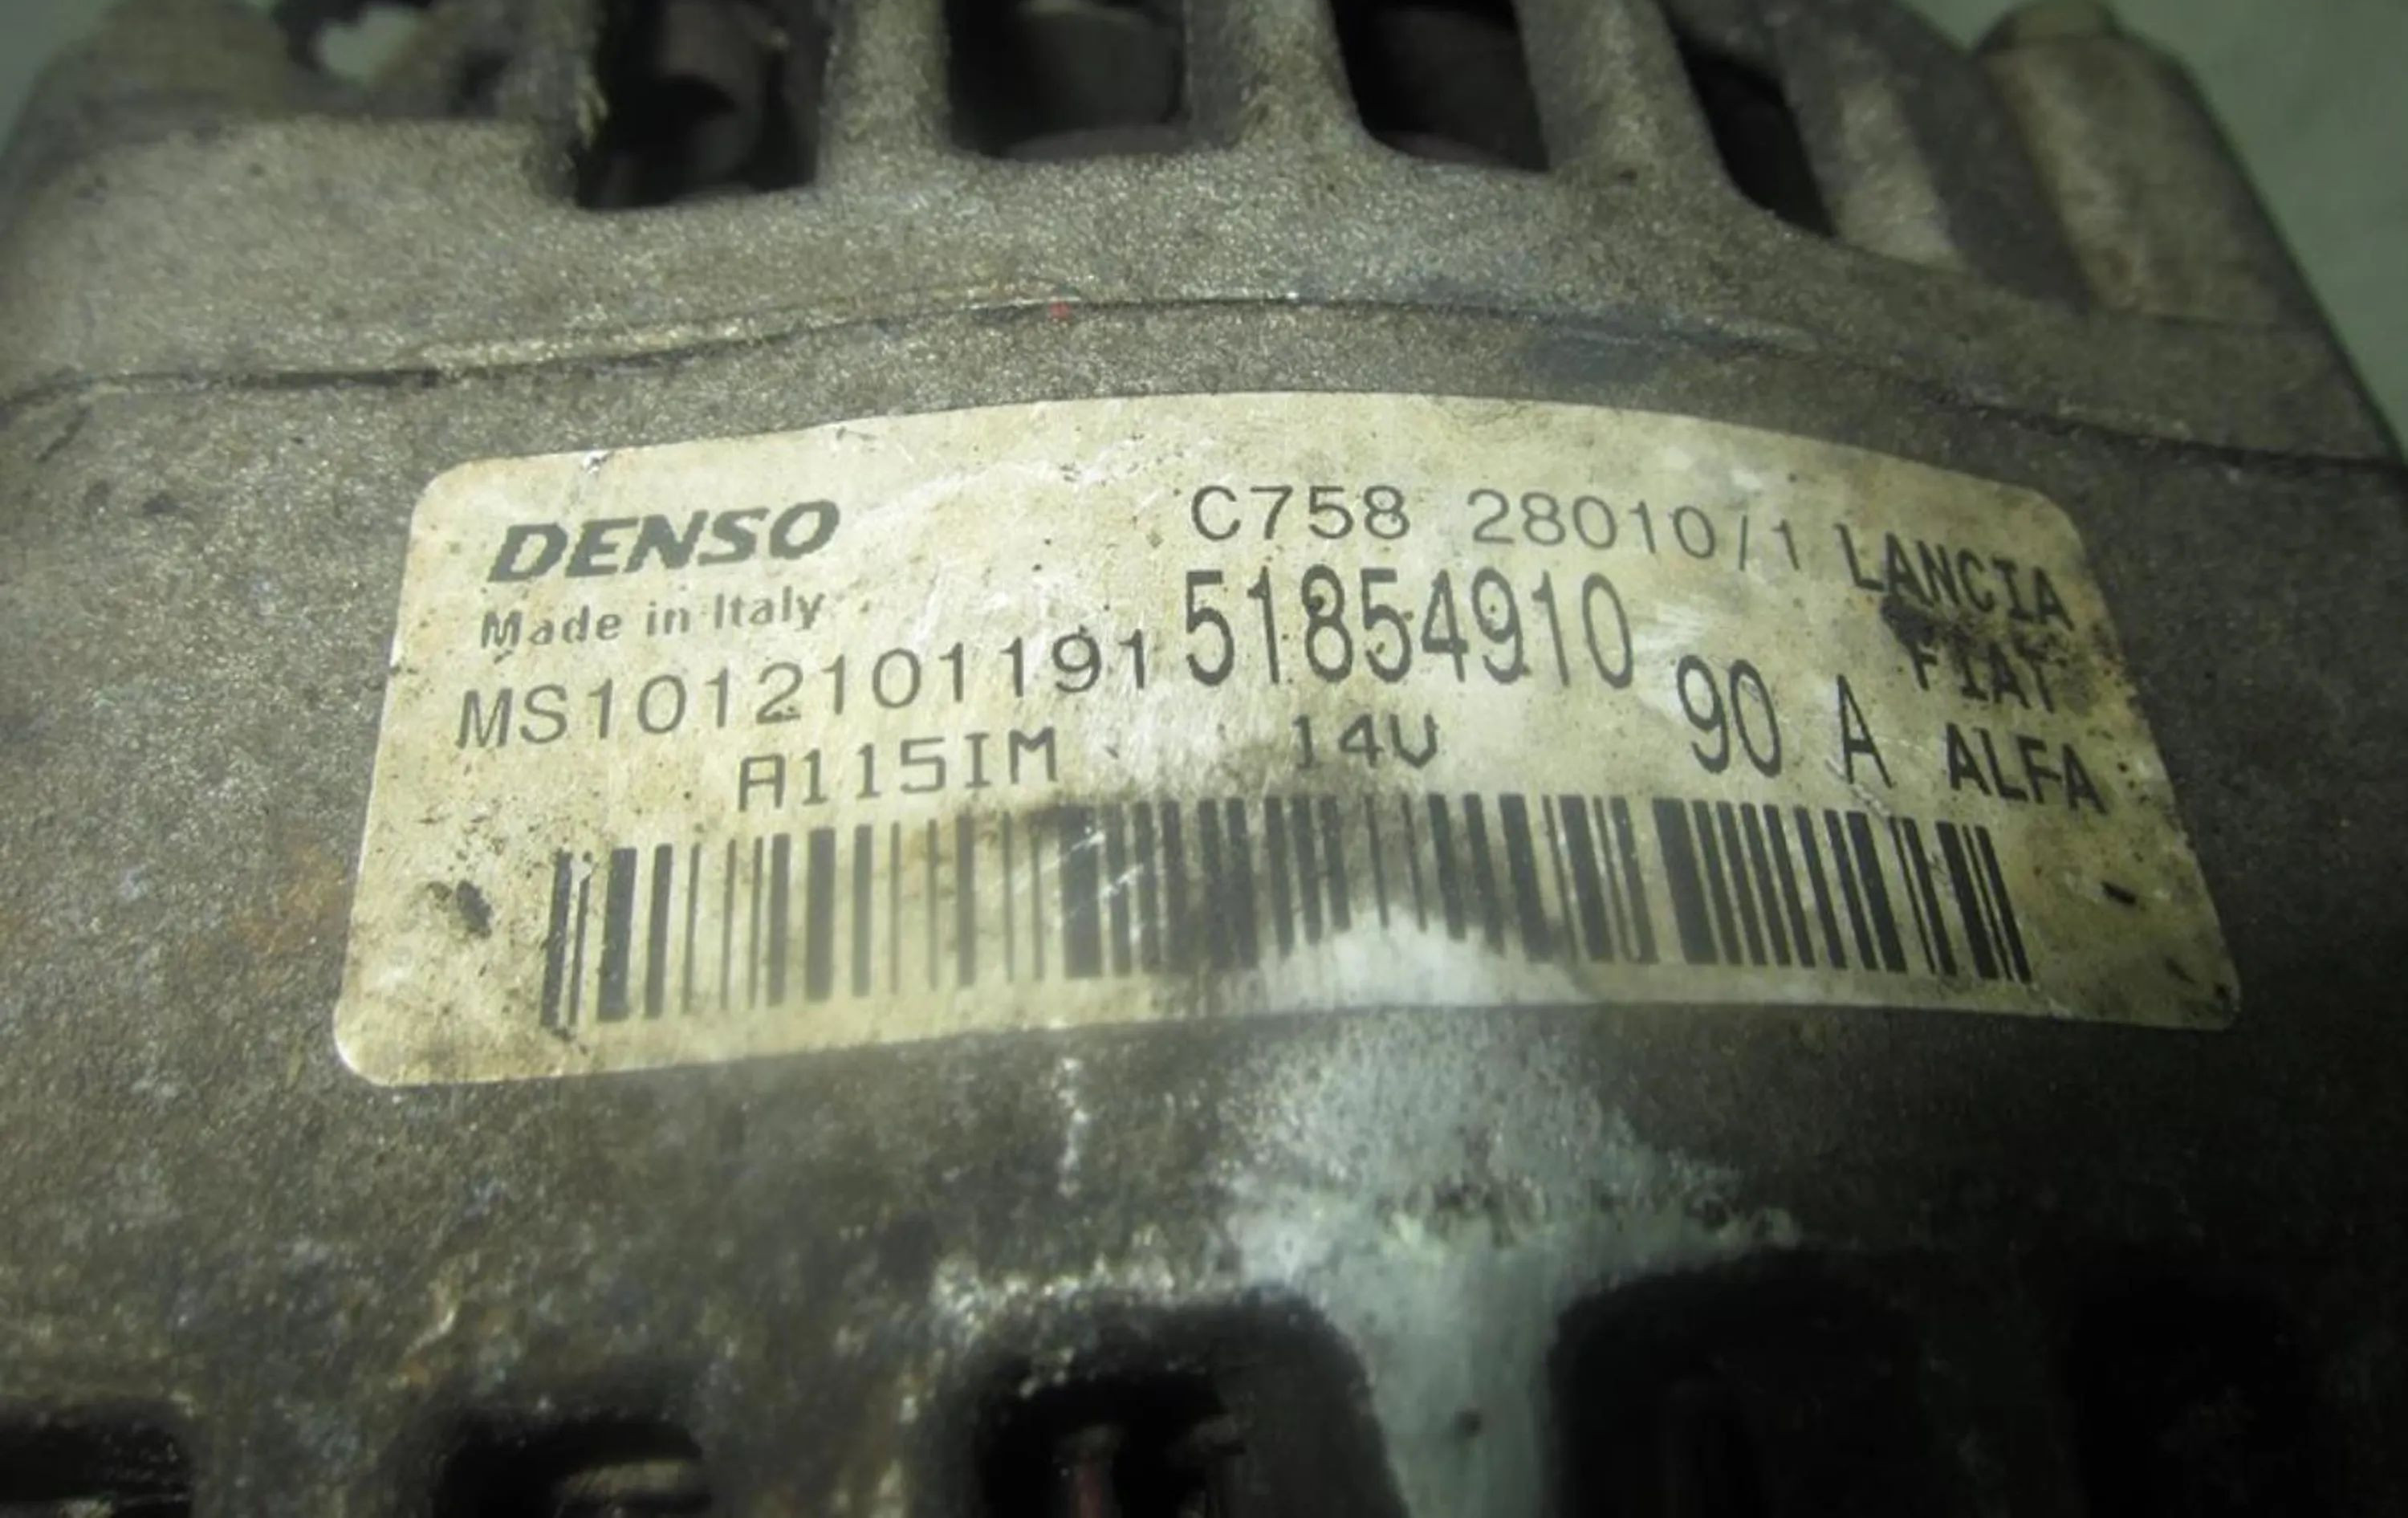 DENSO C758 28010/1 LANCIA
Made in Italy 51854910 FIAT
MS1012101191 90 A ALFA
A115IM 14V